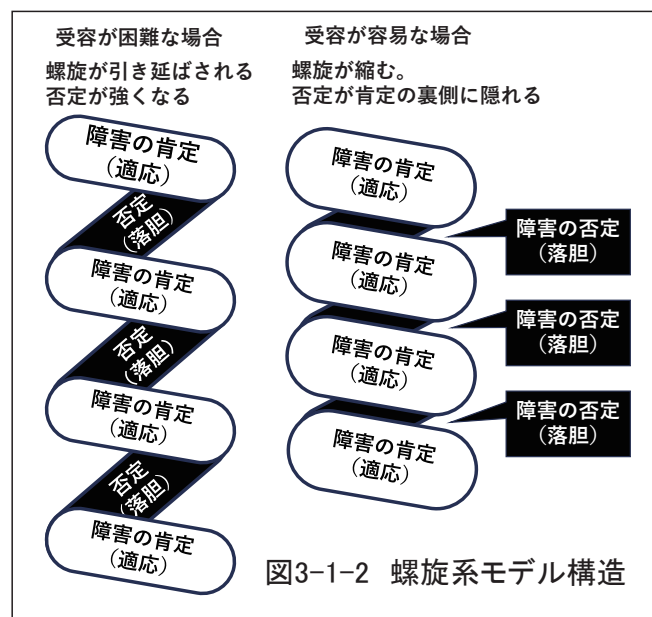 受容が困難な場合
螺旋が引き延ばされる
否定が強くなる
障害の肯定
(適応)
否定
(落胆)
障害の肯定
(適応)
否定
(落胆)
障害の肯定
(適応)
否定
(落胆)
障害の肯定
(適応)
受容が容易な場合
螺旋が縮む。
否定が肯定の裏側に隠れる
障害の肯定
(適応)
障害の否定
(落胆)
障害の肯定
(適応)
障害の否定
(落胆)
障害の肯定
(適応)
障害の否定
(落胆)
障害の肯定
(適応)
図3-1-2 螺旋系モデル構造